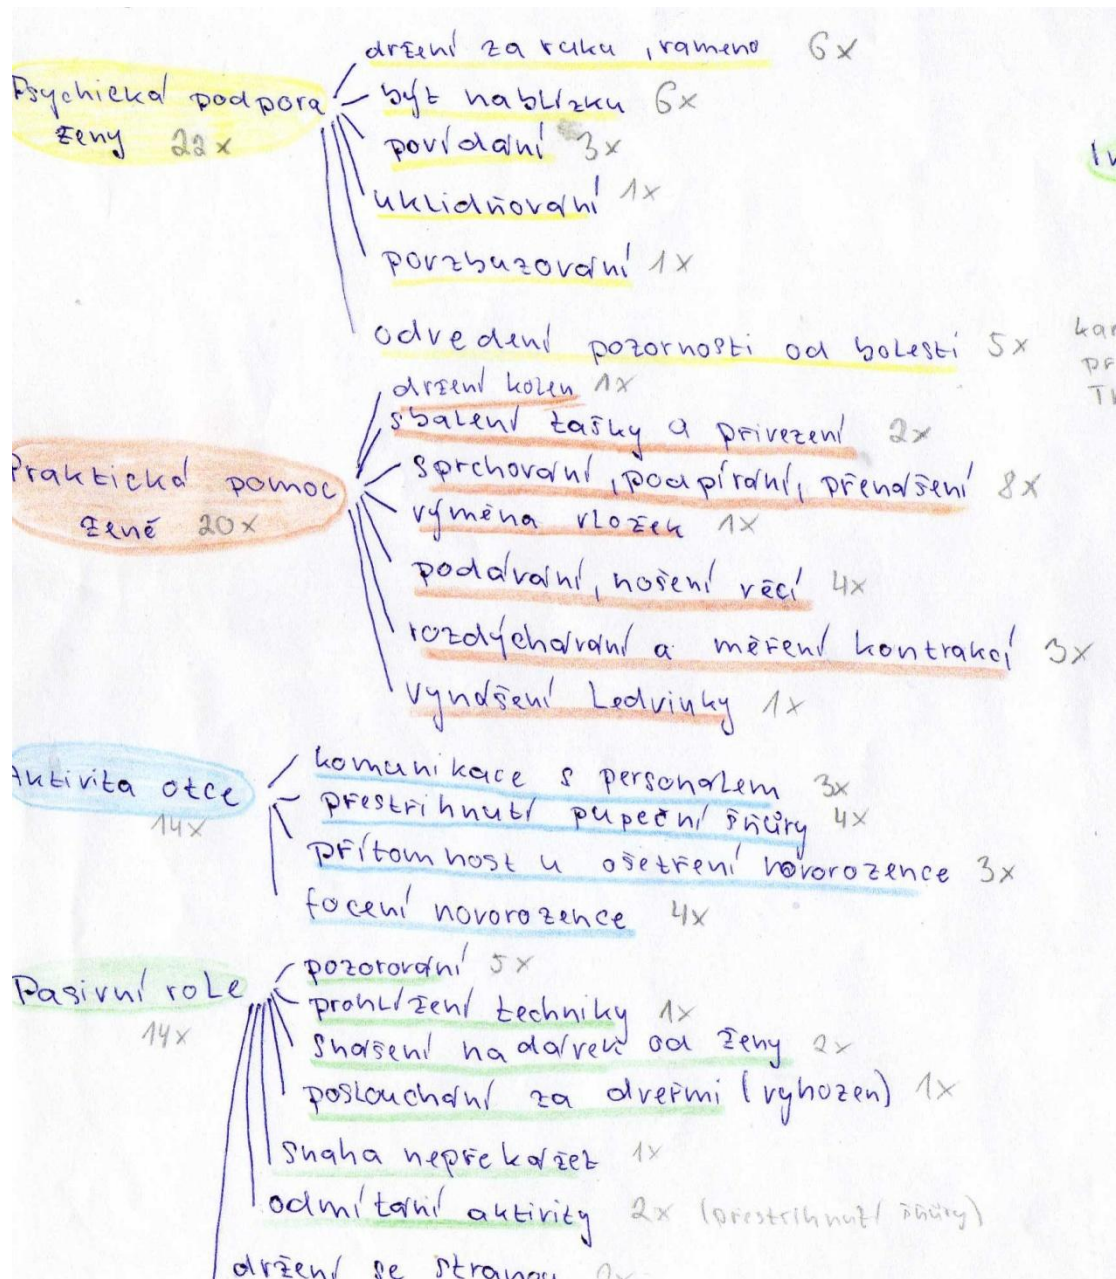 držení za ruku, rameno 6x
Psychická podpora
ženy 22x
být nablízku 6x
povídání 3x
uklidňování 1x
povzbuzování 1x
odvedení pozornosti od bolesti 5x
držení kolen 1x
sbalení tašky a přivezení 2x
Praktická pomoc
ženě 20x
sprchování, podpírání, přenášení 8x
výměna vložek 1x
podávání, nošení věcí 4x
rozdýchávání a měření kontrakcí 3x
vynášení ledvinky 1x
Aktivita otce
14x
komunikace s personálem 3x
přestřihnutí pupeční šňůry 4x
přítomnost u ošetření novorozence 3x
focení novorozence 4x
Pasivní role
14x
pozorování 5x
prohlížení techniky 1x
snášení nadávek od ženy 2x
poslouchání za dveřmi (vyhozen) 1x
snaha nepřekážet 1x
odmítání aktivity 2x (přestřihnutí šňůry)
držení se stranou